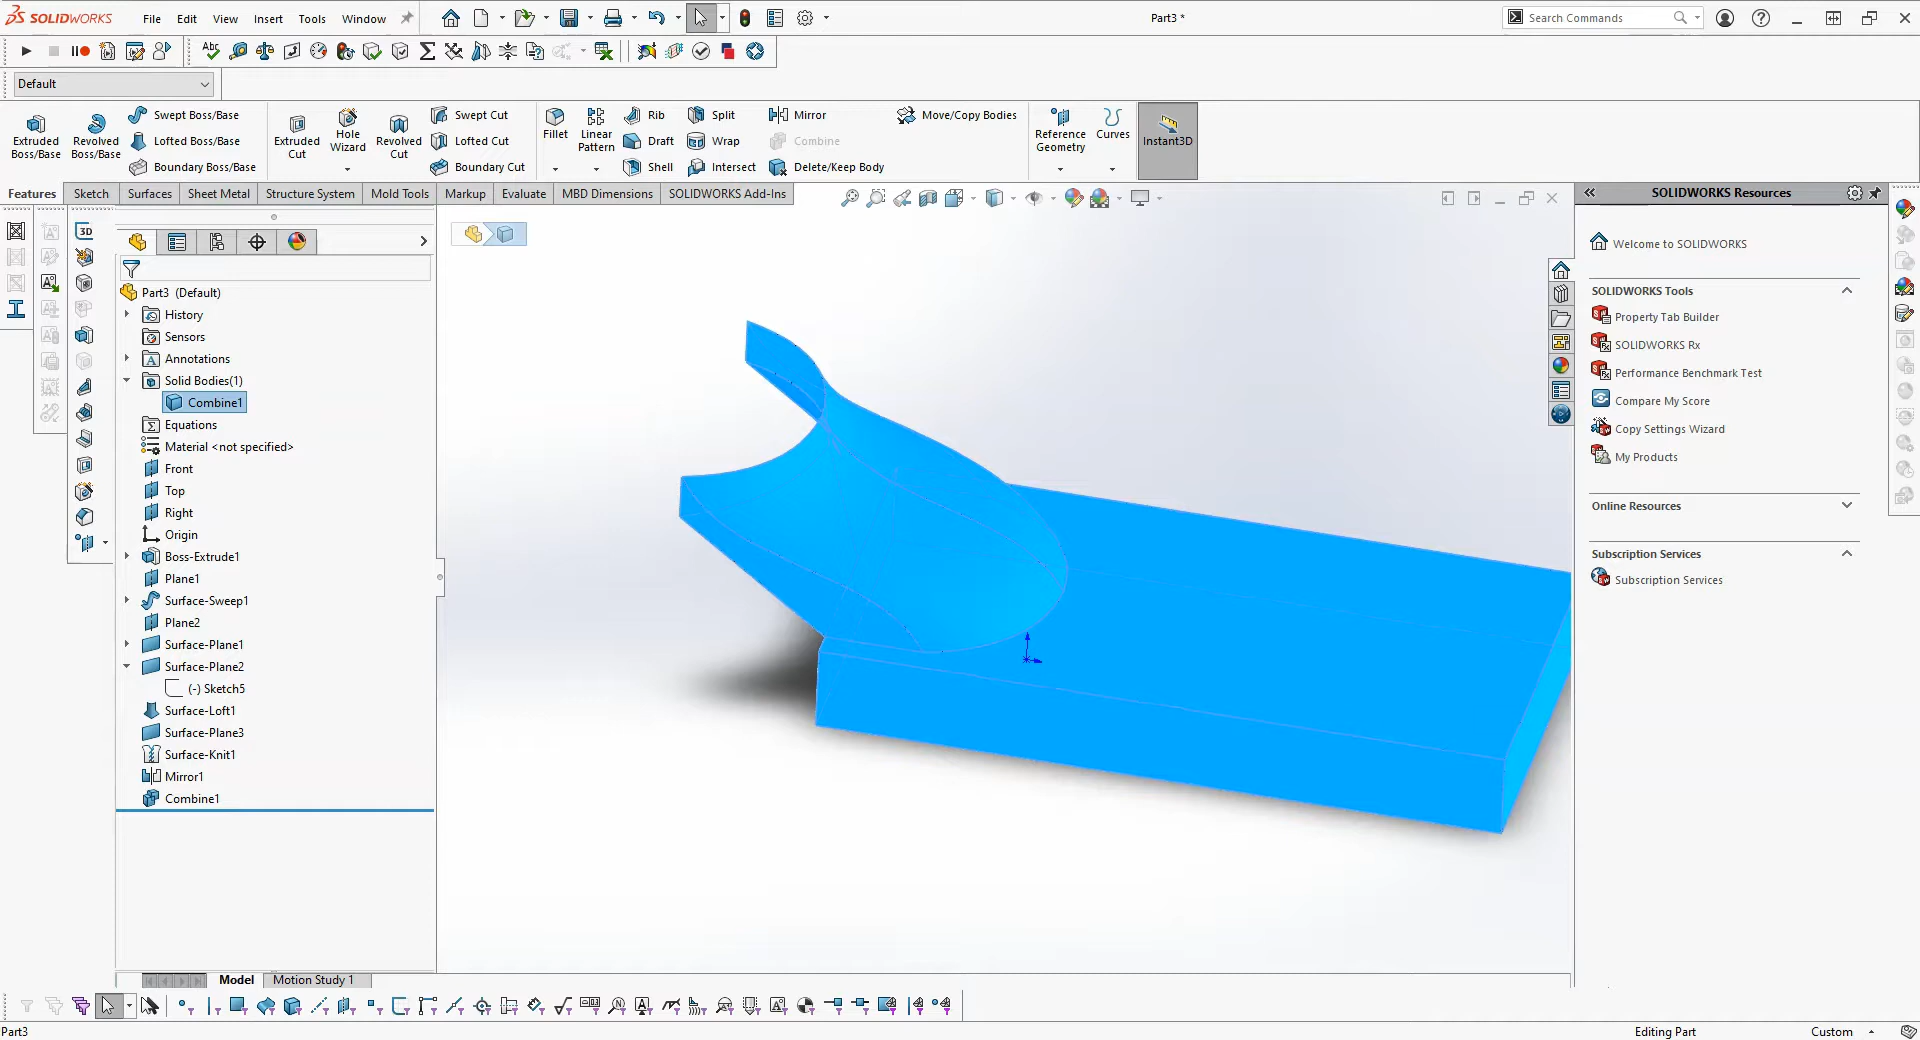 SOLIDWORKS File Edit View Insert Tools Window Part3 * Search Commands
Default
Extruded Boss/Base
Revolved Boss/Base
Swept Boss/Base
Lofted Boss/Base
Boundary Boss/Base
Extruded Cut
Hole Wizard
Revolved Cut
Swept Cut
Lofted Cut
Boundary Cut
Fillet
Linear Pattern
Rib
Draft
Shell
Split
Wrap
Intersect
Mirror
Combine
Delete/Keep Body
Move/Copy Bodies
Reference Geometry
Curves
Instant3D
Features Sketch Surfaces Sheet Metal Structure System Mold Tools Markup Evaluate MBD Dimensions SOLIDWORKS Add-Ins
Part3 (Default)
History
Sensors
Annotations
Solid Bodies(1)
Combine1
Equations
Material <not specified>
Front
Top
Right
Origin
Boss-Extrude1
Plane1
Surface-Sweep1
Plane2
Surface-Plane1
Surface-Plane2
(-) Sketch5
Surface-Loft1
Surface-Plane3
Surface-Knit1
Mirror1
Combine1
SOLIDWORKS Resources
Welcome to SOLIDWORKS
SOLIDWORKS Tools
Property Tab Builder
SOLIDWORKS Rx
Performance Benchmark Test
Compare My Score
Copy Settings Wizard
My Products
Online Resources
Subscription Services
Subscription Services
Model Motion Study 1
Part3 Editing Part Custom